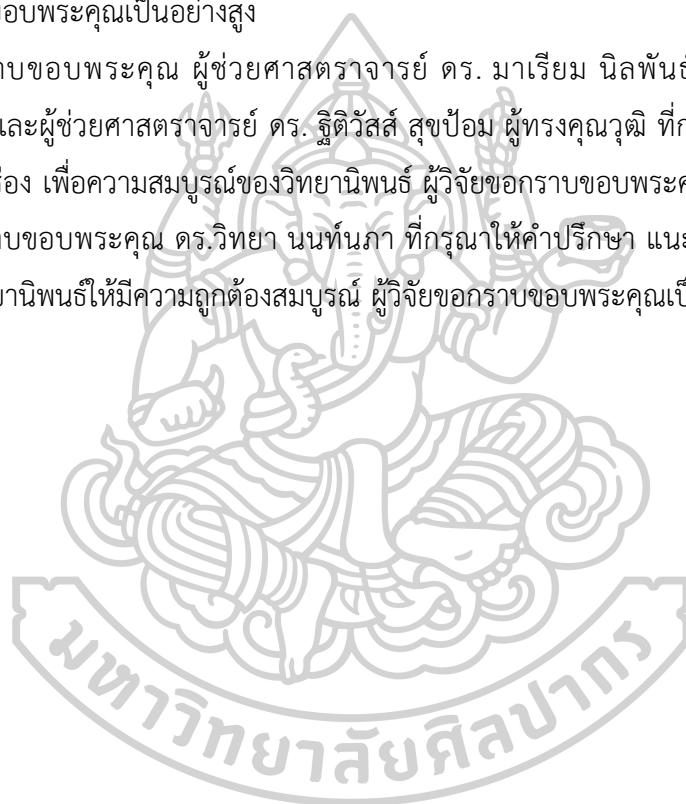 อบพระคุณเป็นอย่างสูง
าบขอบพระคุณ ผู้ช่วยศาสตราจารย์ ดร. มาเรียม นิลพันธุ์
และผู้ช่วยศาสตราจารย์ ดร. ฐิติวัสส์ สุขป้อม ผู้ทรงคุณวุฒิ ที่ก
เพื่อความสมบูรณ์ของวิทยานิพนธ์ ผู้วิจัยขอกราบขอบพระค
าบขอบพระคุณ ดร.วิทยา นนท์นภา ที่กรุณาให้คำปรึกษา แนะ
ยานิพนธ์ให้มีความถูกต้องสมบูรณ์ ผู้วิจัยขอกราบขอบพระคุณเป็
มหาวิทยาลัยศิลปากร